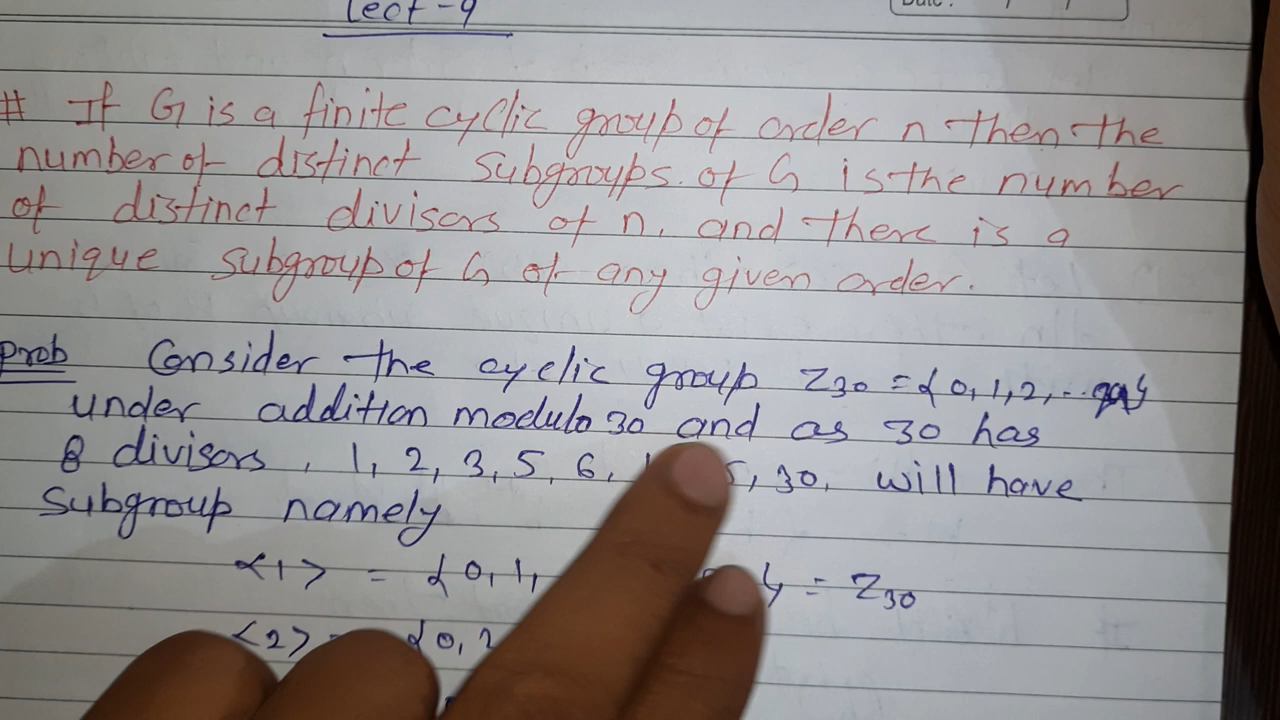 Lect-9
Date: / /
# If G is a finite cyclic group of order n then the
number of distinct subgroups. of G is the number
of distinct divisors of n, and there is a
unique subgroup of G of any given order.
Prob Consider the cyclic group Z30 = {0, 1, 2, ...
under addition modulo 30 and as 30 has
8 divisors, 1, 2, 3, 5, 6, 5, 30, will have
subgroup namely
<1> = {0, 1, } = Z30
<2> = {0, 2